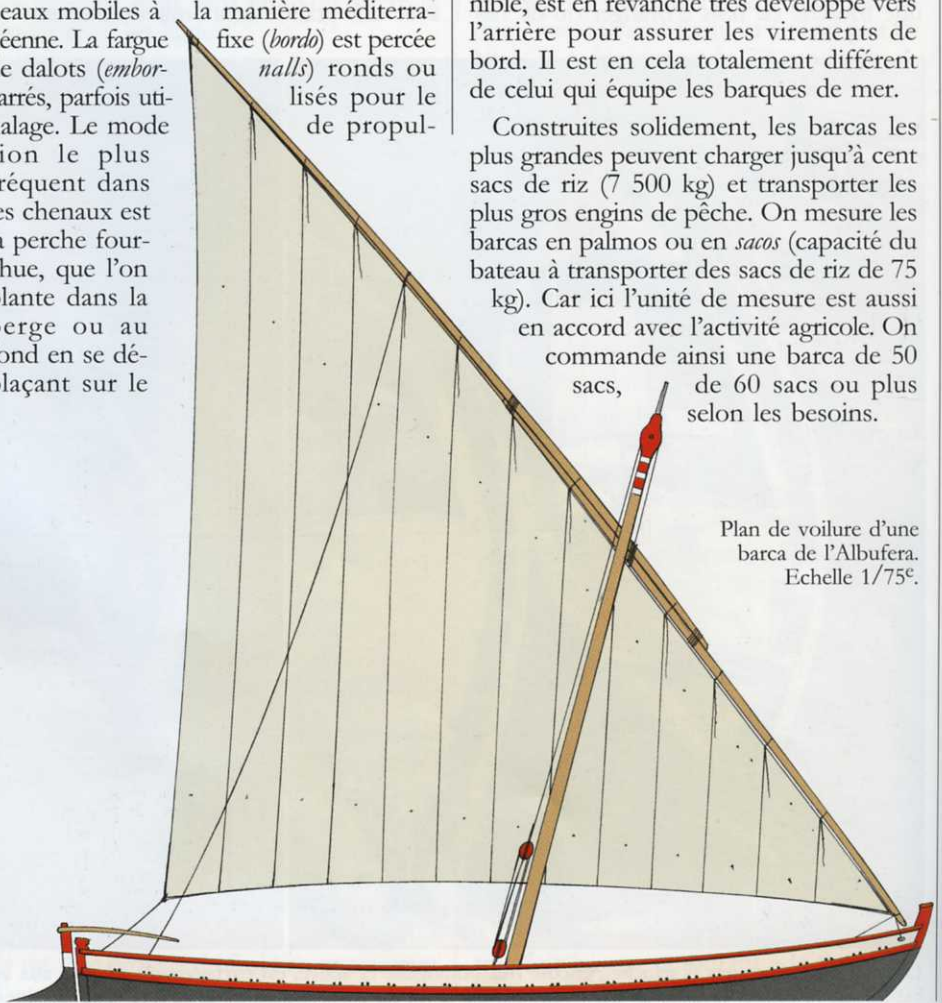 eaux mobiles à la manière méditerra-
éenne. La fargue fixe (bordo) est percée
e dalots (embor- nalls) ronds ou
arrés, parfois uti- lisés pour le
alage. Le mode de propul-
ion le plus
réquent dans
es chenaux est
a perche four-
hue, que l'on
lante dans la
erge ou au
ond en se dé-
laçant sur le
nible, est en revanche très développé vers
l'arrière pour assurer les virements de
bord. Il est en cela totalement différent
de celui qui équipe les barques de mer.
Construites solidement, les barcas les
plus grandes peuvent charger jusqu'à cent
sacs de riz (7 500 kg) et transporter les
plus gros engins de pêche. On mesure les
barcas en palmos ou en sacos (capacité du
bateau à transporter des sacs de riz de 75
kg). Car ici l'unité de mesure est aussi
en accord avec l'activité agricole. On
commande ainsi une barca de 50
sacs, de 60 sacs ou plus
selon les besoins.
Plan de voilure d'une
barca de l'Albufera.
Echelle 1/75e.